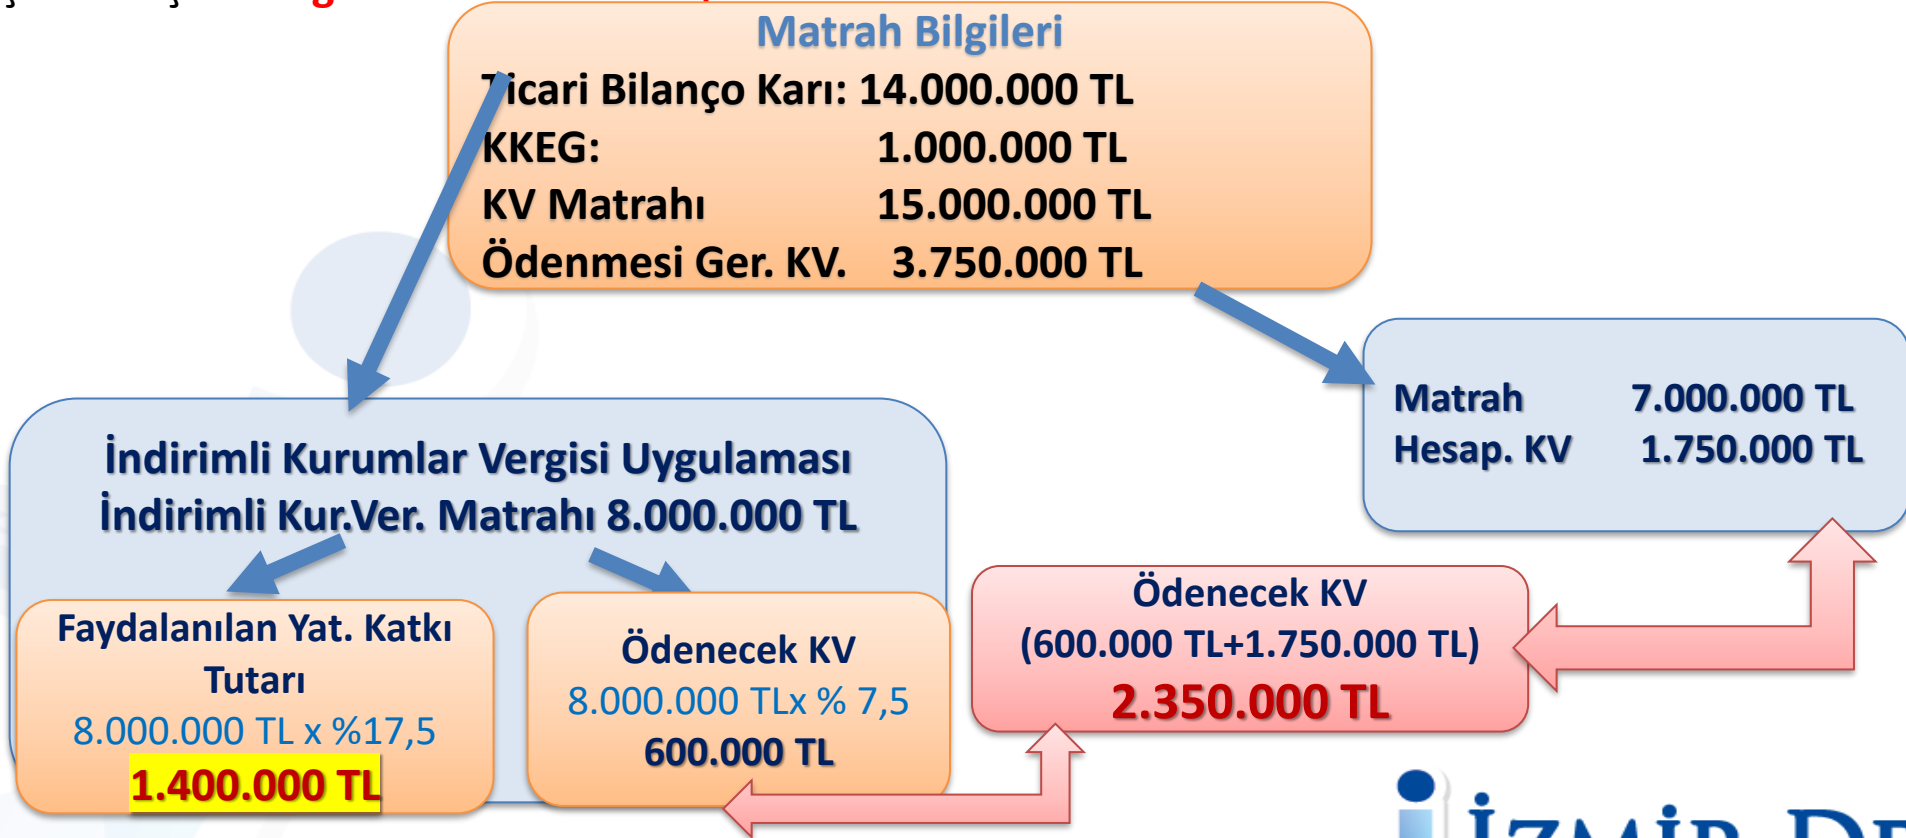 Matrah Bilgileri
Ticari Bilanço Karı: 14.000.000 TL
KKEG: 1.000.000 TL
KV Matrahı 15.000.000 TL
Ödenmesi Ger. KV. 3.750.000 TL
Matrah 7.000.000 TL
Hesap. KV 1.750.000 TL
İndirimli Kurumlar Vergisi Uygulaması
İndirimli Kur.Ver. Matrahı 8.000.000 TL
Faydalanılan Yat. Katkı
Tutarı
8.000.000 TL x %17,5
1.400.000 TL
Ödenecek KV
8.000.000 TLx % 7,5
600.000 TL
Ödenecek KV
(600.000 TL+1.750.000 TL)
2.350.000 TL
İZMİR